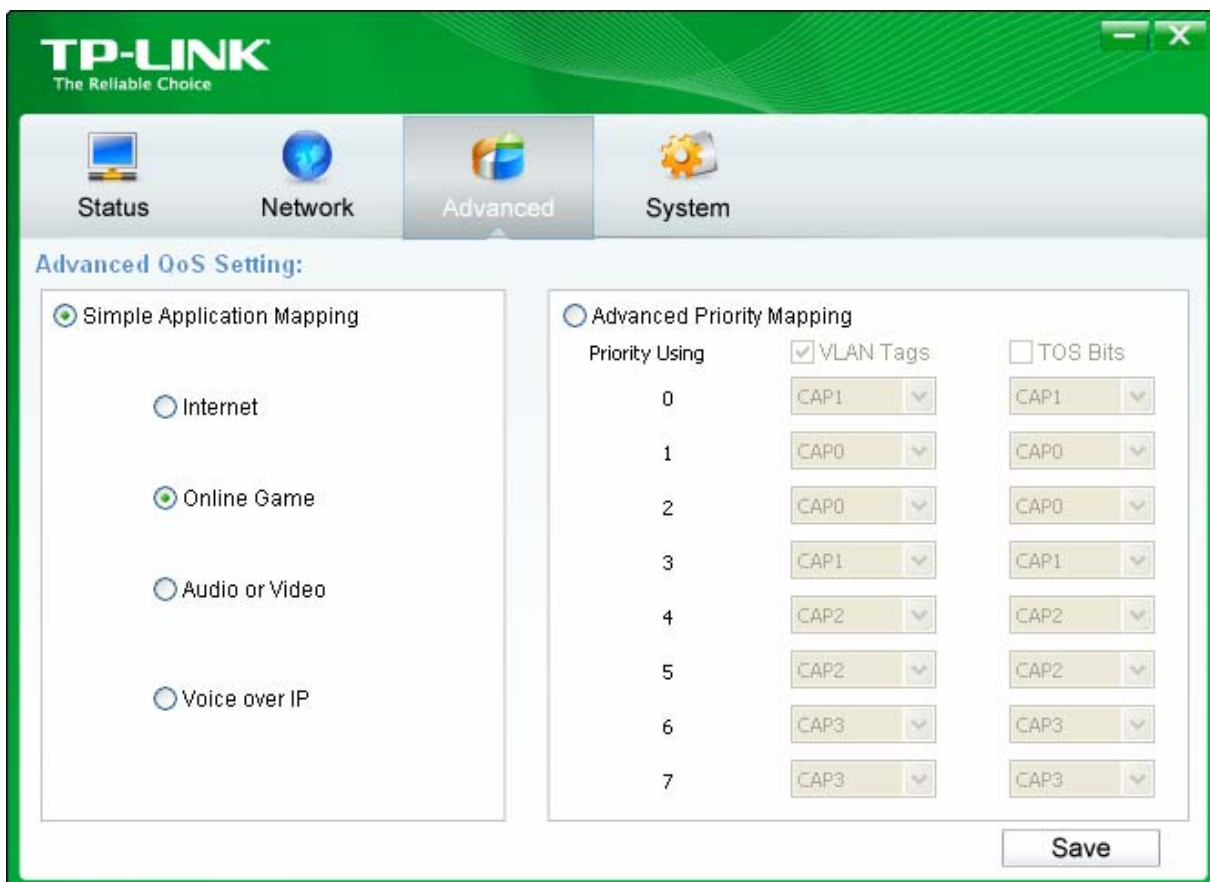 TP-LINK
The Reliable Choice
Status
Network
Advanced
System
Advanced QoS Setting:
Simple Application Mapping
Internet
Online Game
Audio or Video
Voice over IP
Advanced Priority Mapping
Priority Using VLAN Tags TOS Bits
0 CAP1 CAP1
1 CAP0 CAP0
2 CAP0 CAP0
3 CAP1 CAP1
4 CAP2 CAP2
5 CAP2 CAP2
6 CAP3 CAP3
7 CAP3 CAP3
Save